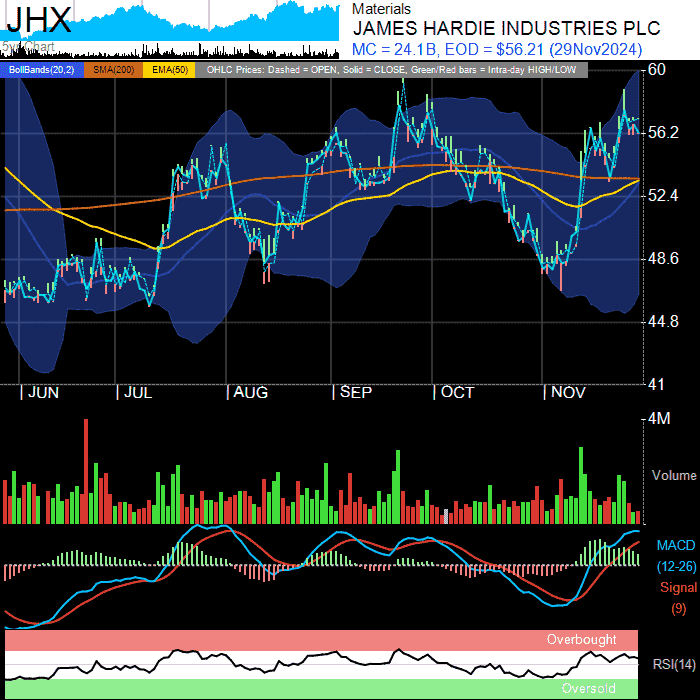 JHX
5yr Chart
Materials
JAMES HARDIE INDUSTRIES PLC
MC = 24.1B, EOD = $56.21 (29Nov2024)
BollBands(20,2) SMA(200) EMA(50) OHLC Prices: Dashed = OPEN, Solid = CLOSE, Green/Red bars = Intra-day HIGH/LOW
60
56.2
52.4
48.6
44.8
41
| JUN | JUL | AUG | SEP | OCT | NOV
4M
Volume
MACD
(12-26)
Signal
(9)
Overbought
RSI(14)
Oversold